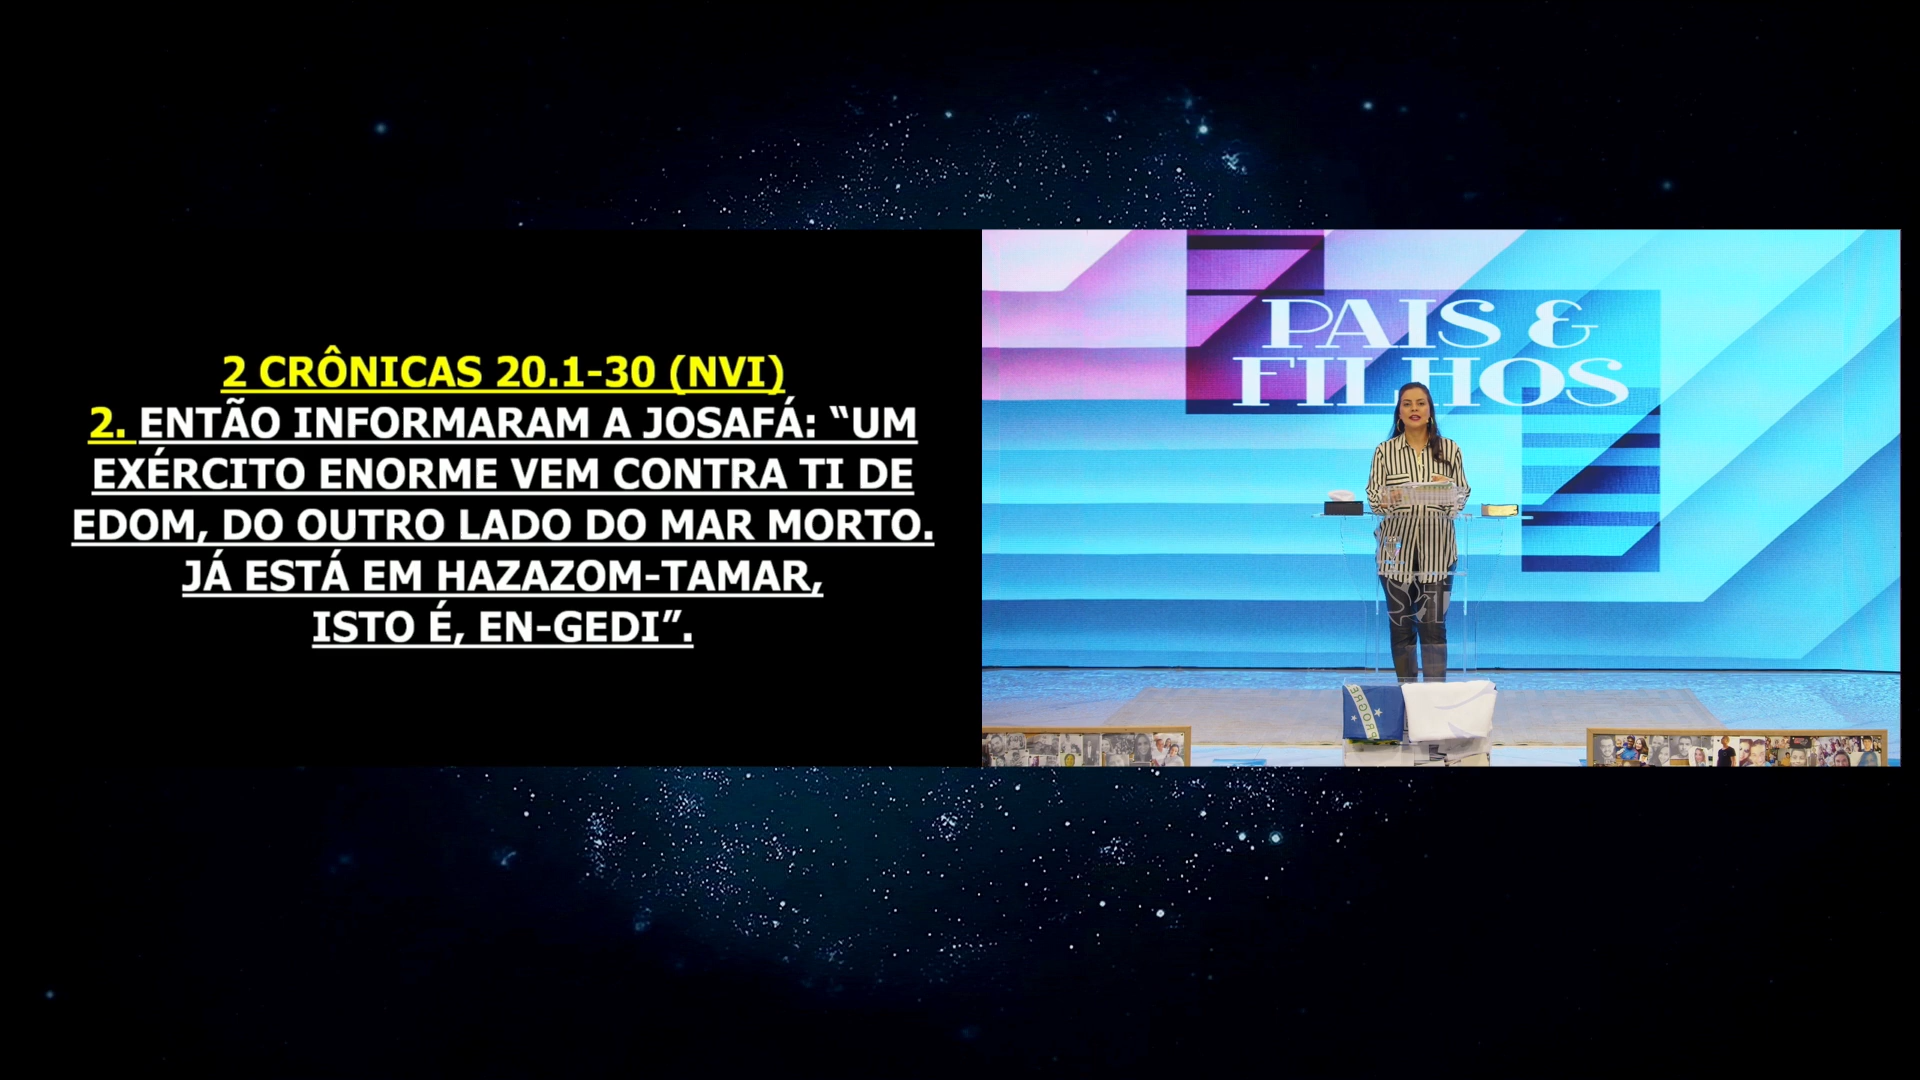 2 CRÔNICAS 20.1-30 (NVI)
2. ENTÃO INFORMARAM A JOSAFÁ: “UM
EXÉRCITO ENORME VEM CONTRA TI DE
EDOM, DO OUTRO LADO DO MAR MORTO.
JÁ ESTÁ EM HAZAZOM-TAMAR,
ISTO É, EN-GEDI”.
PAIS &
FILHOS
PROGRE